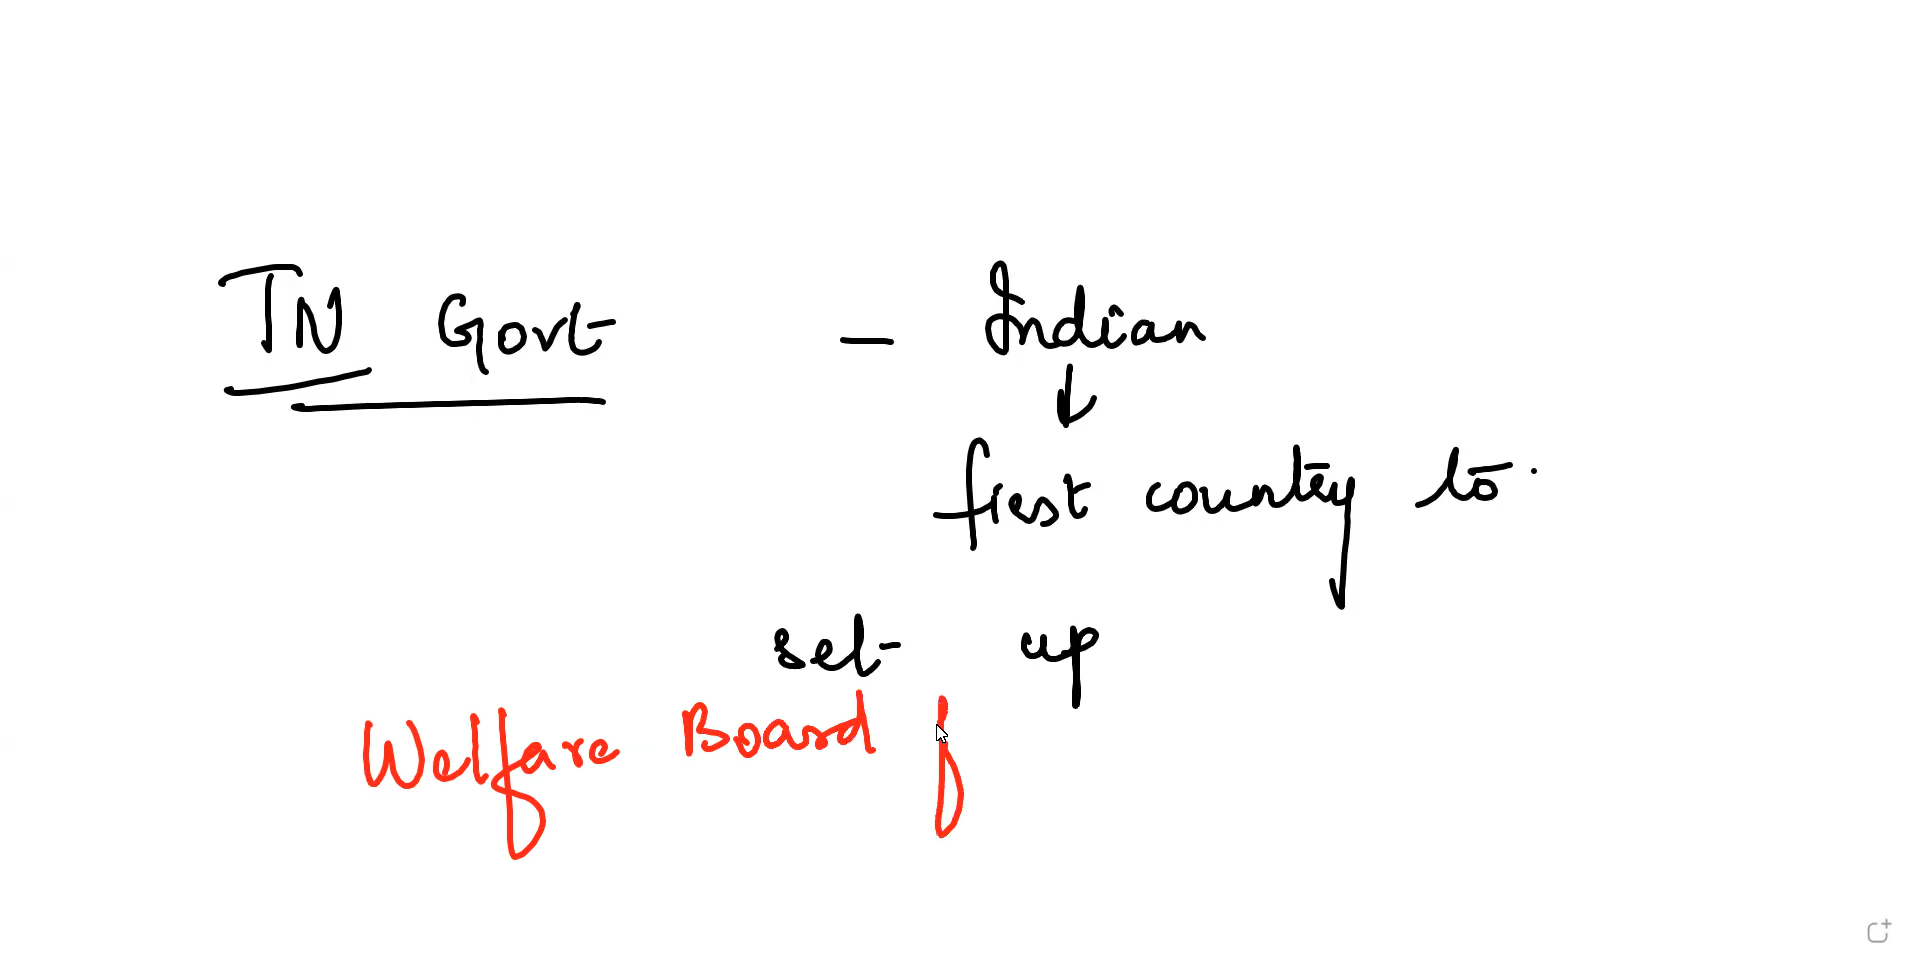 TN Govt - Indian
first country to
set up
Welfare Board f